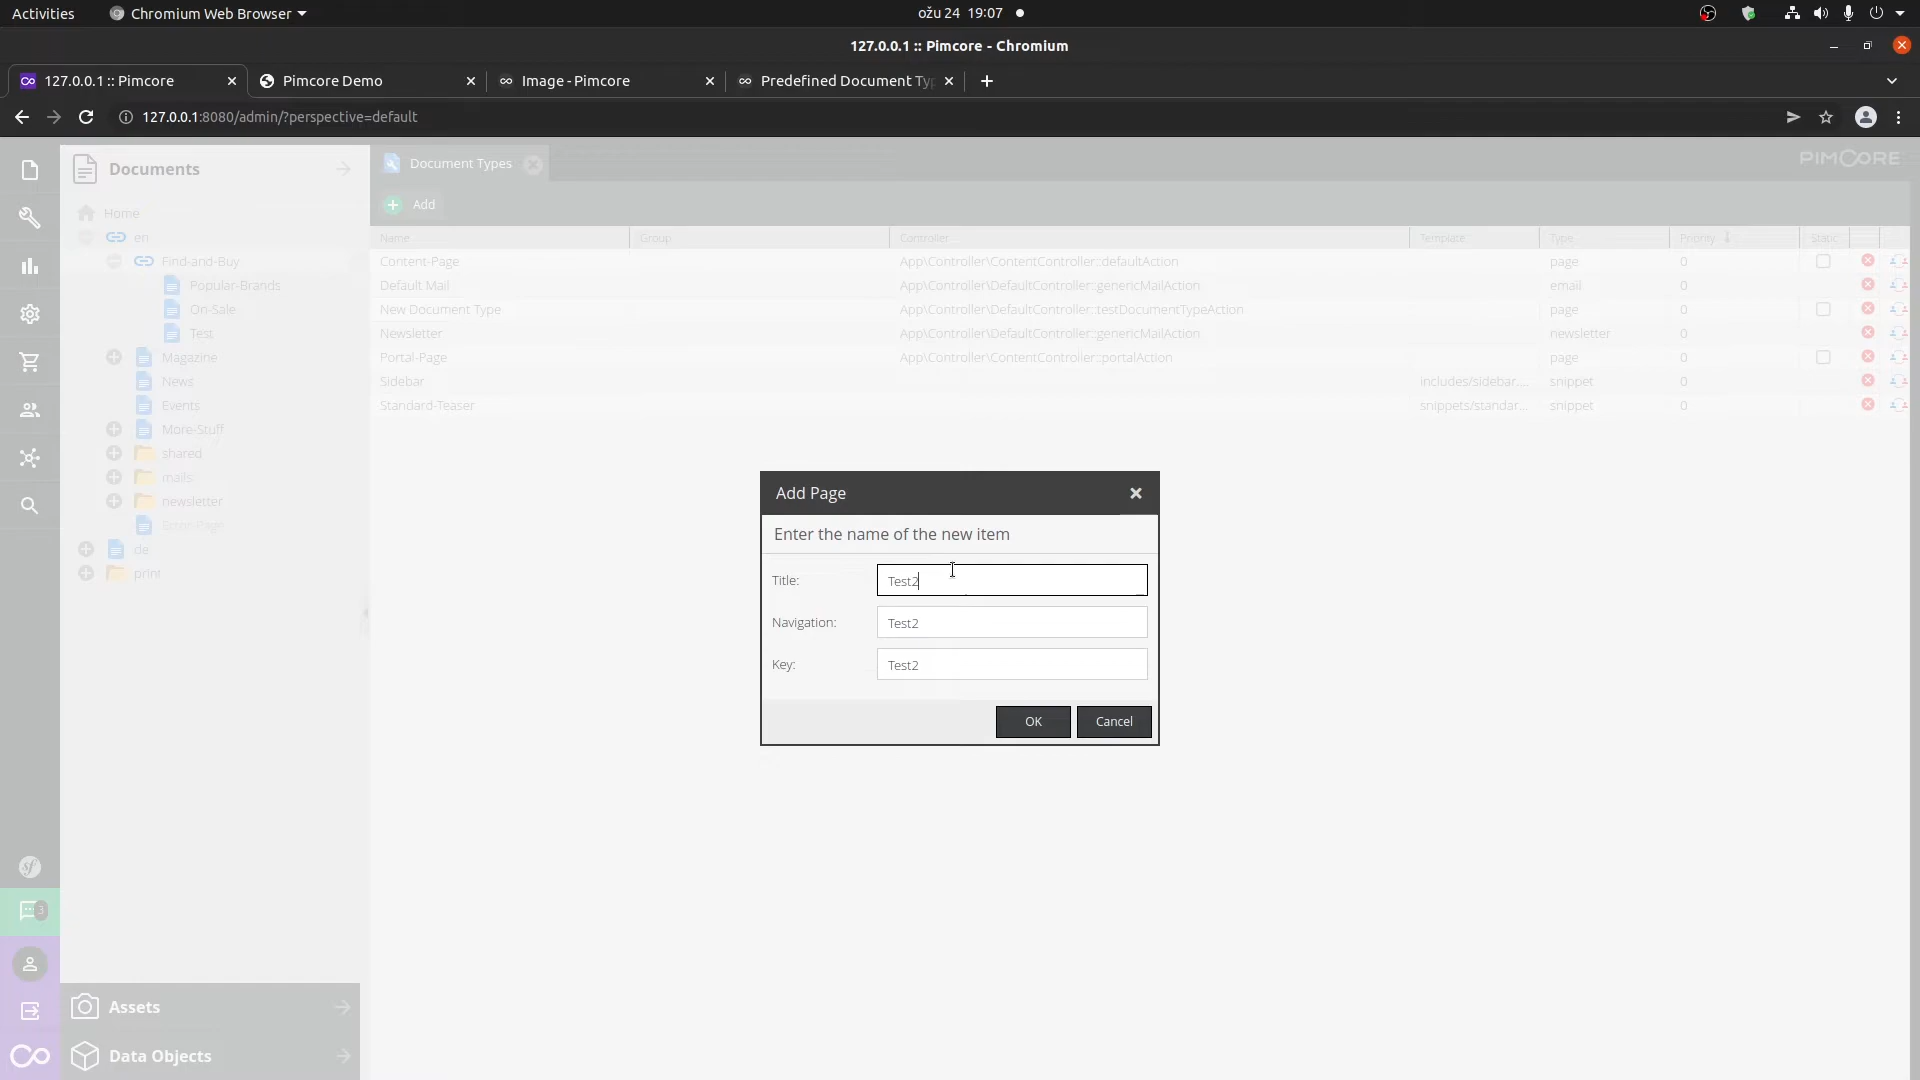 Activities
Chromium Web Browser
ožu 24 19:07
127.0.0.1 :: Pimcore - Chromium
127.0.0.1 :: Pimcore
Pimcore Demo
Image - Pimcore
Predefined Document Typ
127.0.0.1:8080/admin/?perspective=default
Documents
Document Types
PIMCORE
Add
Home
Name Group Controller Template Type Priority Static
en
Find-and-Buy
Content-Page App\Controller\ContentController::defaultAction page 0
Popular-Brands
Default Mail App\Controller\DefaultController::genericMailAction email 0
On-Sale
New Document Type App\Controller\DefaultController::testDocumentTypeAction page 0
Test
Newsletter App\Controller\DefaultController::genericMailAction newsletter 0
Magazine
Portal-Page App\Controller\ContentController::portalAction page 0
News
Sidebar includes/sidebar.... snippet 0
Events
Standard-Teaser snippets/standar... snippet 0
More-Stuff
shared
mails
newsletter
Error-Page
de
print
Add Page
Enter the name of the new item
Title: Test2
Navigation: Test2
Key: Test2
OK Cancel
sf
3
Assets
Data Objects